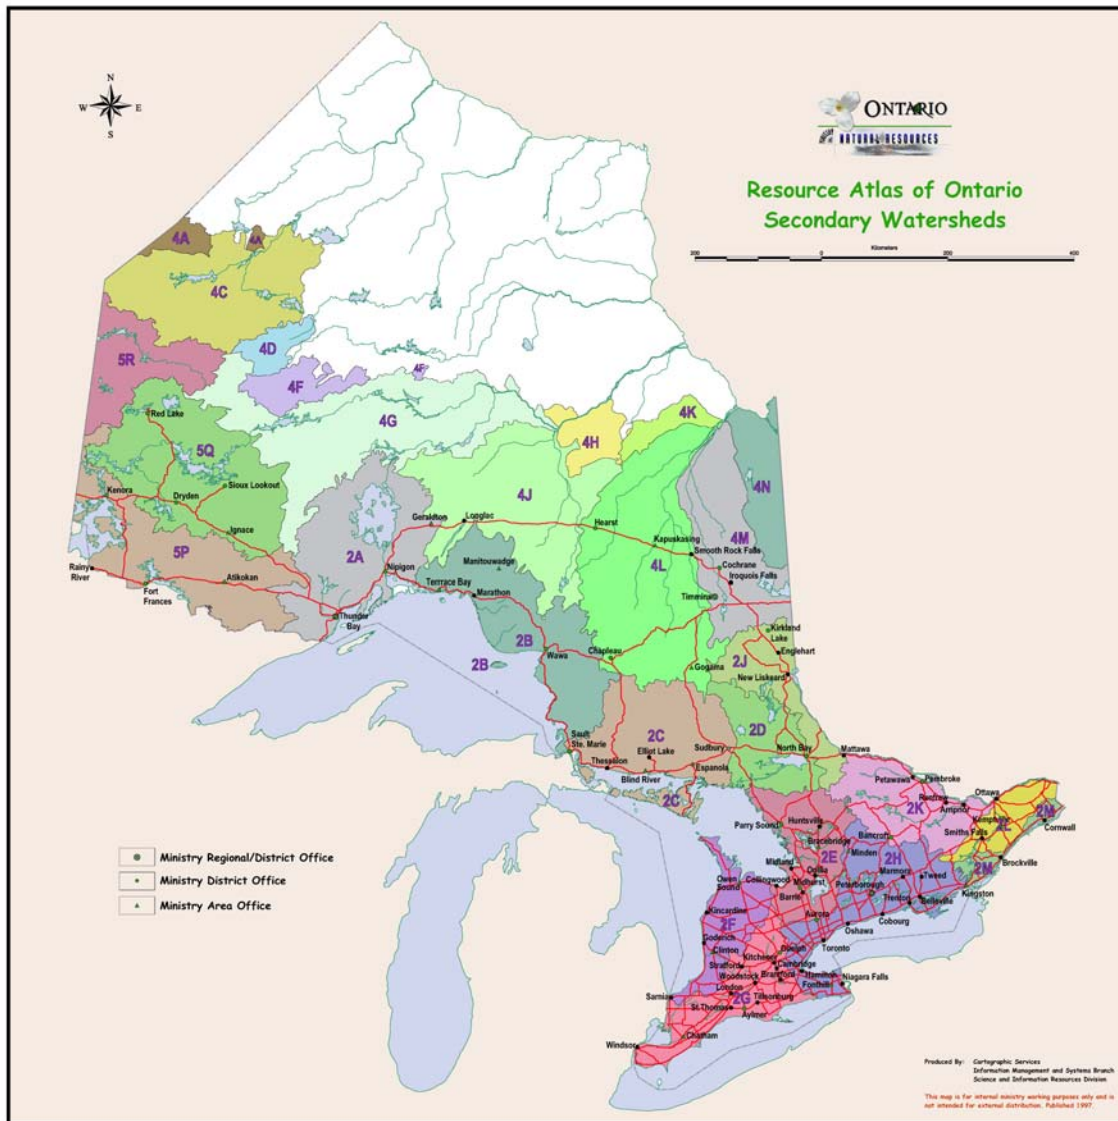 N
W E
S
ONTARIO
NATURAL RESOURCES
Resource Atlas of Ontario
Secondary Watersheds
Kilometers
200 0 200 400
4A
4A
4C
5R
4D
4F
4F
4G
4K
4H
Red Lake
5Q
4J
4N
Kenora
Sioux Lookout
Dryden
Geraldton
Longlac
Hearst
Ignace
Kapuskasing
4M
5P
2A
Manitouwadge
4L
Smooth Rock Falls
Rainy
River
Nipigon
Cochrane
Iroquois Falls
Atikokan
Fort
Frances
Terrrace Bay
Marathon
Timmins
Thunder
Bay
2B
2B
Kirkland
Lake
Wawa
Chapleau
Englehart
Gogama
2J
New Liskeard
2C
2D
Sault
Ste. Marie
Elliot Lake
Sudbury
North Bay
Mattawa
Thessalon
Espanola
Blind River
Petawawa
Pembroke
2C
2K
Renfrew
Ottawa
Arnprior
2L
2M
Parry Sound
Huntsville
Kemptville
Cornwall
Bracebridge
Bancroft
Smiths Falls
2E
Minden
2H
Brockville
Midland
Orillia
Marmora
2M
Owen
Sound
Collingwood
Midhurst
Peterborough
Tweed
Kingston
Barrie
Trenton
Belleville
Kincardine
Aurora
Cobourg
2F
Oshawa
Goderich
Clinton
Guelph
Toronto
Kitchener
Stratford
Cambridge
Woodstock
Brantford
Hamilton
Niagara Falls
London
Fonthill
Sarnia
2G
Tillsonburg
St.Thomas
Aylmer
Chatham
Windsor
Ministry Regional/District Office
Ministry District Office
Ministry Area Office
Produced By: Cartographic Services
Information Management and Systems Branch
Science and Information Resources Division
This map is for internal ministry working purposes only and is
not intended for external distribution. Published 1997.